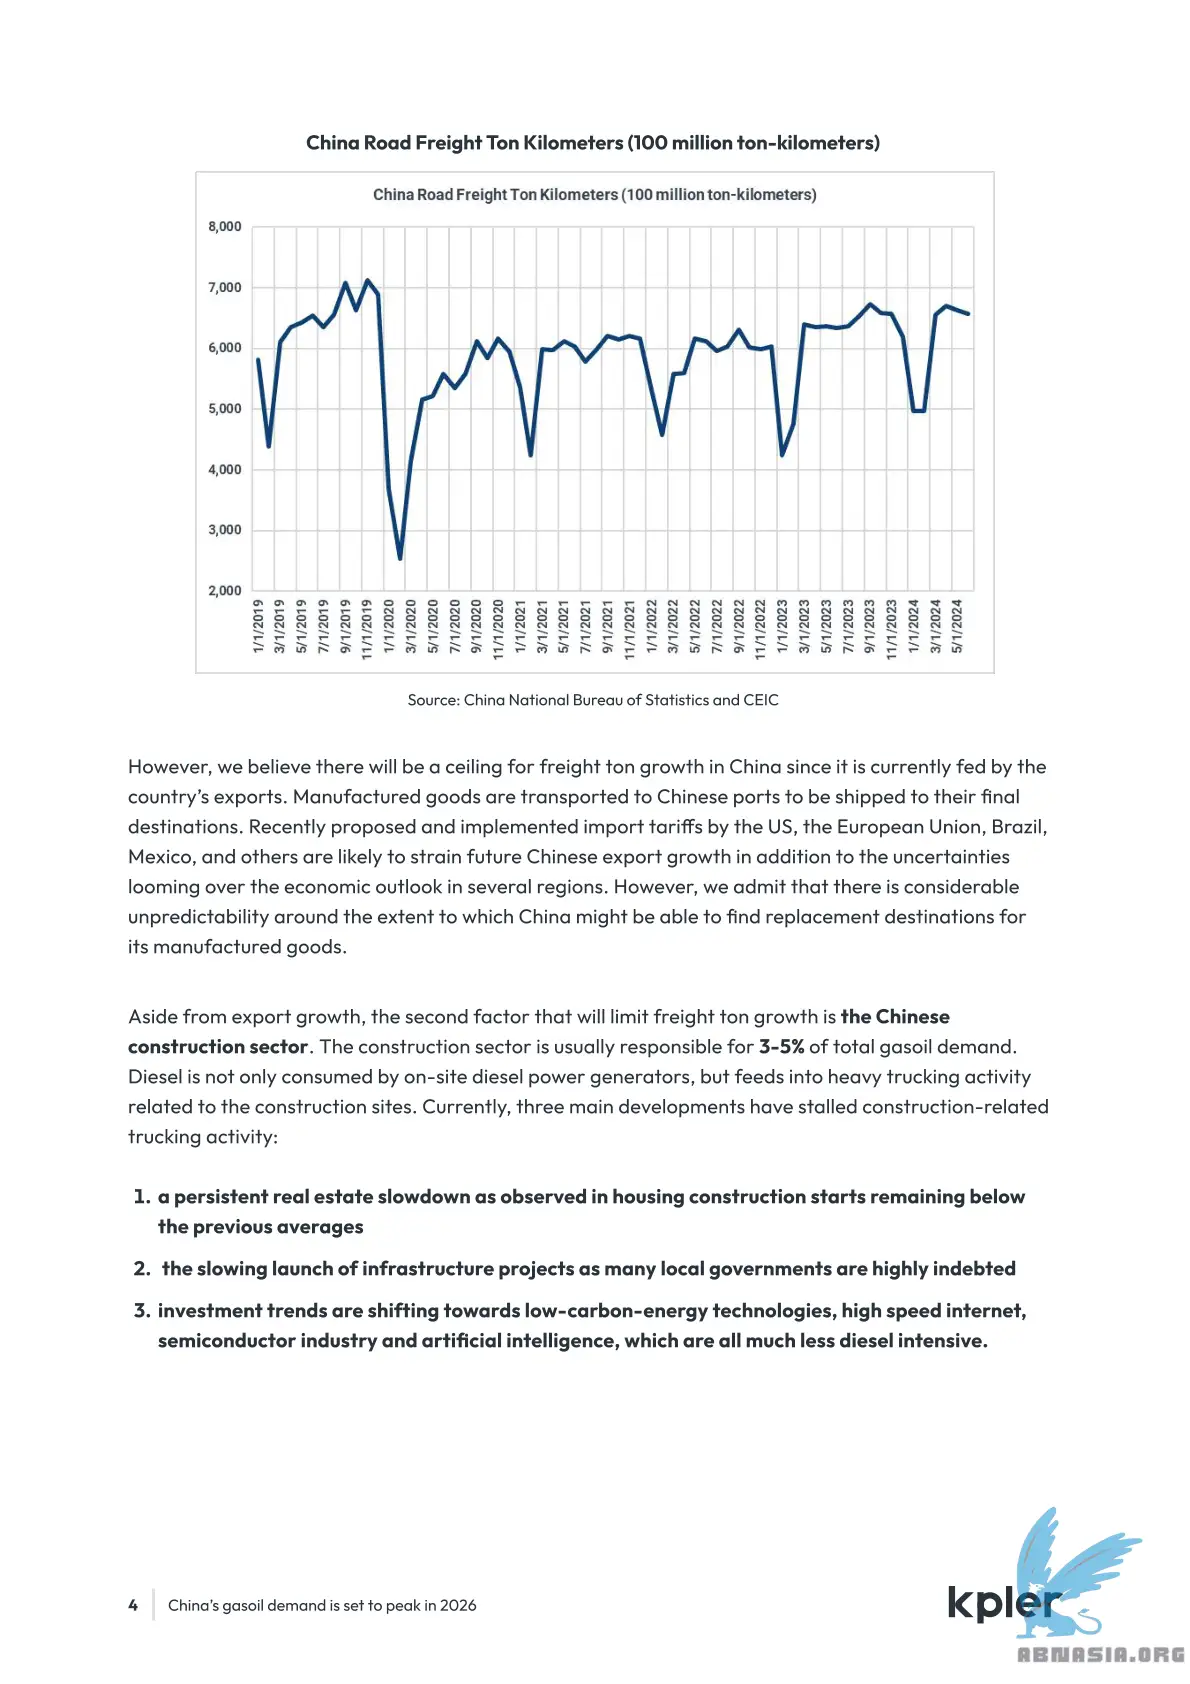 China Road Freight Ton Kilometers (100 million ton-kilometers)
China Road Freight Ton Kilometers (100 million ton-kilometers)
8,000
7,000
6,000
5,000
4,000
3,000
2,000
1/1/2019
3/1/2019
5/1/2019
7/1/2019
9/1/2019
11/1/2019
1/1/2020
3/1/2020
5/1/2020
7/1/2020
9/1/2020
11/1/2020
1/1/2021
3/1/2021
5/1/2021
7/1/2021
9/1/2021
11/1/2021
1/1/2022
3/1/2022
5/1/2022
7/1/2022
9/1/2022
11/1/2022
1/1/2023
3/1/2023
5/1/2023
7/1/2023
9/1/2023
11/1/2023
1/1/2024
3/1/2024
5/1/2024
Source: China National Bureau of Statistics and CEIC
However, we believe there will be a ceiling for freight ton growth in China since it is currently fed by the
country's exports. Manufactured goods are transported to Chinese ports to be shipped to their final
destinations. Recently proposed and implemented import tariffs by the US, the European Union, Brazil,
Mexico, and others are likely to strain future Chinese export growth in addition to the uncertainties
looming over the economic outlook in several regions. However, we admit that there is considerable
unpredictability around the extent to which China might be able to find replacement destinations for
its manufactured goods.
Aside from export growth, the second factor that will limit freight ton growth is the Chinese
construction sector. The construction sector is usually responsible for 3-5% of total gasoil demand.
Diesel is not only consumed by on-site diesel power generators, but feeds into heavy trucking activity
related to the construction sites. Currently, three main developments have stalled construction-related
trucking activity:
1. a persistent real estate slowdown as observed in housing construction starts remaining below
the previous averages
2. the slowing launch of infrastructure projects as many local governments are highly indebted
3. investment trends are shifting towards low-carbon-energy technologies, high speed internet,
semiconductor industry and artificial intelligence, which are all much less diesel intensive.
4 China's gasoil demand is set to peak in 2026
kpler
ABNASIA.ORG